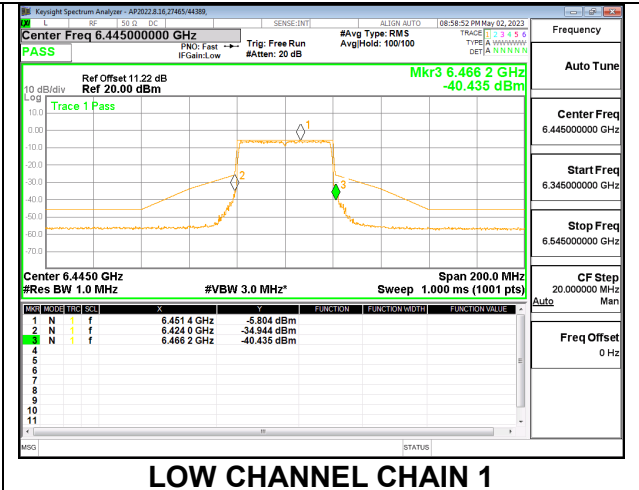 Keysight Spectrum Analyzer - AP2022.8.16,27465/44389,
L RF 50 Ω DC SENSE:INT ALIGN AUTO 08:58:52 PM May 02, 2023
Center Freq 6.445000000 GHz
PASS
PNO: Fast
IFGain:Low
Trig: Free Run
#Atten: 20 dB
#Avg Type: RMS
Avg|Hold: 100/100
TRACE 1 2 3 4 5 6
TYPE A WWWWW
DET A N N N N N
Frequency
Ref Offset 11.22 dB
10 dB/div Ref 20.00 dBm
Mkr3 6.466 2 GHz
-40.435 dBm
Log
Trace 1 Pass
10.0
0.00
-10.0
-20.0
-30.0
-40.0
-50.0
-60.0
-70.0
1
2
3
Center 6.4450 GHz Span 200.0 MHz
#Res BW 1.0 MHz #VBW 3.0 MHz* Sweep 1.000 ms (1001 pts)
MKR MODE TRC SCL X Y FUNCTION FUNCTION WIDTH FUNCTION VALUE
1 N 1 f 6.451 4 GHz -5.804 dBm
2 N 1 f 6.424 0 GHz -34.944 dBm
3 N 1 f 6.466 2 GHz -40.435 dBm
4
5
6
7
8
9
10
11
MSG STATUS
Auto Tune
Center Freq
6.445000000 GHz
Start Freq
6.345000000 GHz
Stop Freq
6.545000000 GHz
CF Step
20.000000 MHz
Auto Man
Freq Offset
0 Hz
LOW CHANNEL CHAIN 1